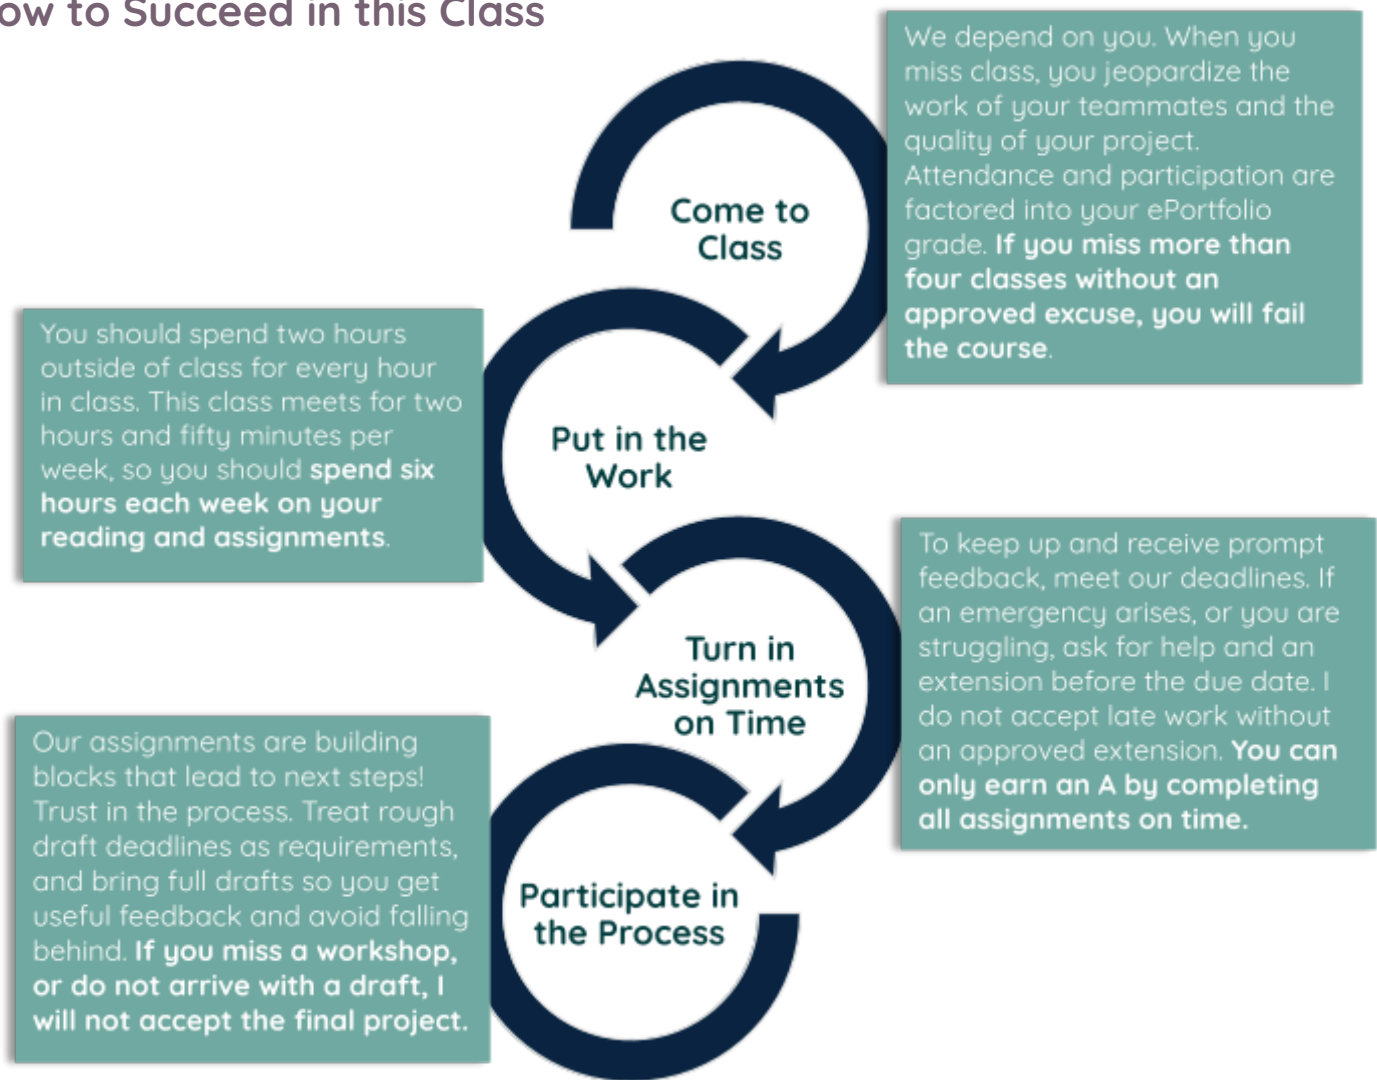 ow to Succeed in this Class
We depend on you. When you
miss class, you jeopardize the
work of your teammates and the
quality of your project.
Attendance and participation are
factored into your ePortfolio
grade. If you miss more than
four classes without an
approved excuse, you will fail
the course.
Come to
Class
You should spend two hours
outside of class for every hour
in class. This class meets for two
hours and fifty minutes per
week, so you should spend six
hours each week on your
reading and assignments.
Put in the
Work
To keep up and receive prompt
feedback, meet our deadlines. If
an emergency arises, or you are
struggling, ask for help and an
extension before the due date. I
do not accept late work without
an approved extension. You can
only earn an A by completing
all assignments on time.
Turn in
Assignments
on Time
Our assignments are building
blocks that lead to next steps!
Trust in the process. Treat rough
draft deadlines as requirements,
and bring full drafts so you get
useful feedback and avoid falling
behind. If you miss a workshop,
or do not arrive with a draft, I
will not accept the final project.
Participate in
the Process